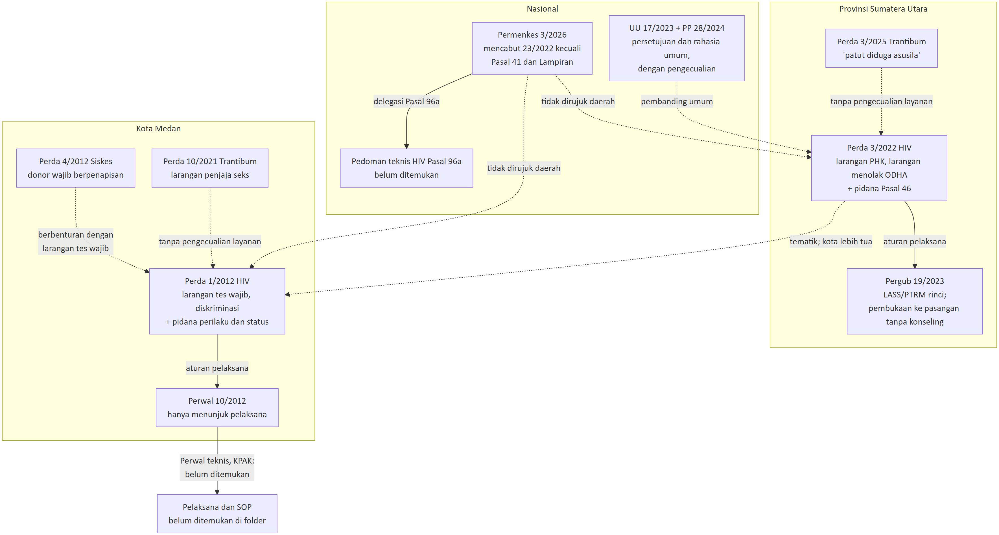 Nasional
Permenkes 3/2026
mencabut 23/2022 kecuali
Pasal 41 dan Lampiran
UU 17/2023 + PP 28/2024
persetujuan dan rahasia
umum,
dengan pengecualian
delegasi Pasal 96a
tidak dirujuk daerah
pembanding umum
Pedoman teknis HIV Pasal 96a
belum ditemukan
tidak dirujuk daerah
Provinsi Sumatera Utara
Perda 3/2025 Trantibum
'patut diduga asusila'
tanpa pengecualian layanan
Perda 3/2022 HIV
larangan PHK, larangan
menolak ODHA
+ pidana Pasal 46
tematik; kota lebih tua
aturan pelaksana
Pergub 19/2023
LASS/PTRM rinci;
pembukaan ke pasangan
tanpa konseling
Kota Medan
Perda 4/2012 Siskes
donor wajib berpenapisan
Perda 10/2021 Trantibum
larangan penjaja seks
berbenturan dengan
larangan tes wajib
tanpa pengecualian layanan
Perda 1/2012 HIV
larangan tes wajib,
diskriminasi
+ pidana perilaku dan status
aturan pelaksana
Perwal 10/2012
hanya menunjuk pelaksana
Perwal teknis, KPAK:
belum ditemukan
Pelaksana dan SOP
belum ditemukan di folder